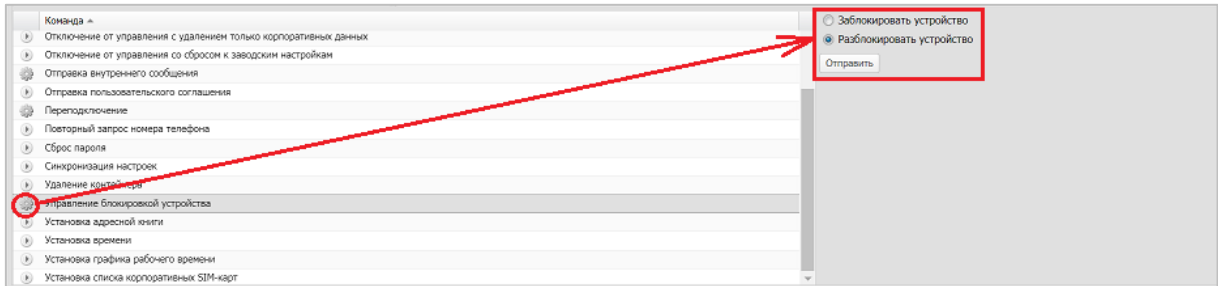 Команда
Отключение от управления с удалением только корпоративных данных
Отключение от управления со сбросом к заводским настройкам
Отправка внутреннего сообщения
Отправка пользовательского соглашения
Переподключение
Повторный запрос номера телефона
Сброс пароля
Синхронизация настроек
Удаление контейнера
Управление блокировкой устройства
Установка адресной книги
Установка времени
Установка графика рабочего времени
Установка списка корпоративных SIM-карт
Заблокировать устройство
Разблокировать устройство
Отправить